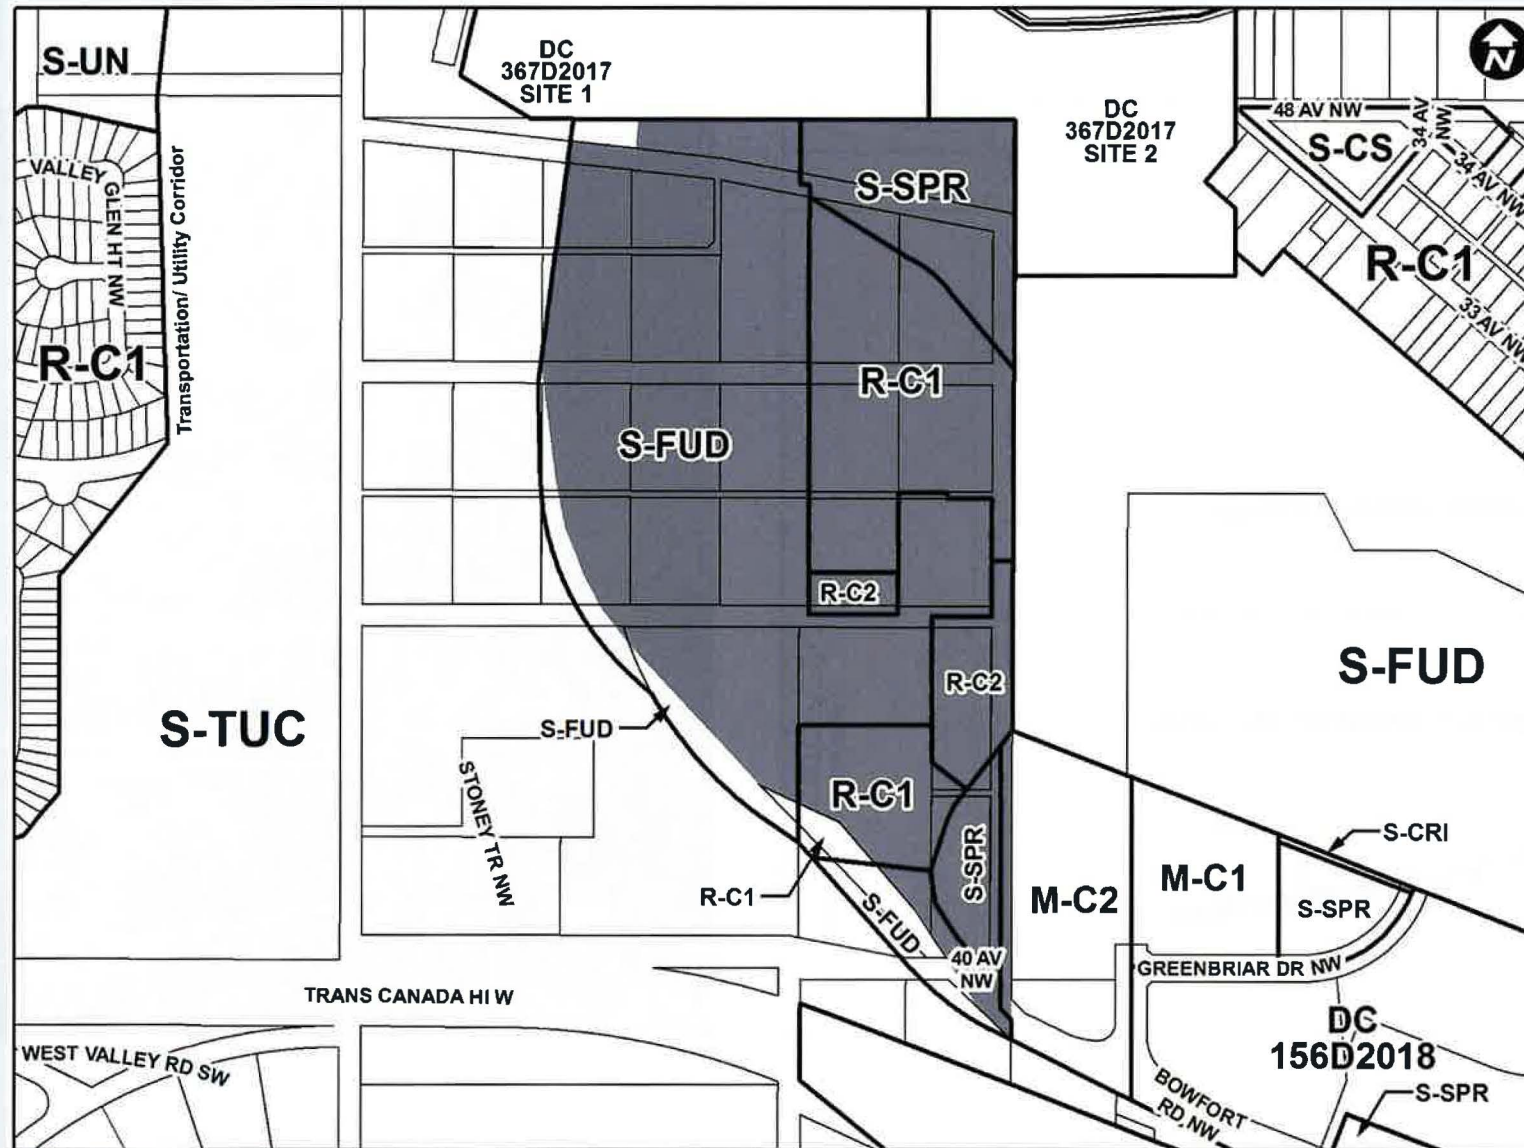 S-UN
DC
367D2017
SITE 1
DC
367D2017
SITE 2
N
48 AV NW
34 AV
NW
S-CS
34 AV NW
VALLEY GLEN HT NW
Transportation/ Utility Corridor
S-SPR
R-C1
33 AV NW
R-C1
R-C1
S-FUD
R-C2
S-FUD
R-C2
S-TUC
S-FUD
STONEY TR NW
R-C1
S-CRI
S-SPR
M-C2
M-C1
R-C1
S-SPR
S-FUD
40 AV
NW
GREENBRIAR DR NW
TRANS CANADA HI W
DC
156D2018
WEST VALLEY RD SW
BOWFORT
RD NW
S-SPR